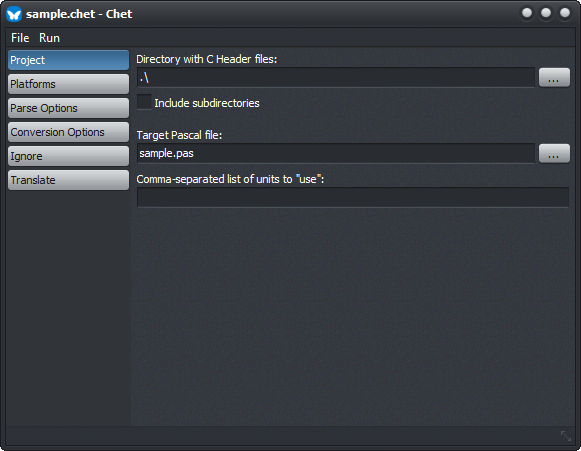 sample.chet - Chet
File Run
Project
Platforms
Parse Options
Conversion Options
Ignore
Translate
Directory with C Header files:
.\
...
Include subdirectories
Target Pascal file:
sample.pas
...
Comma-separated list of units to "use":